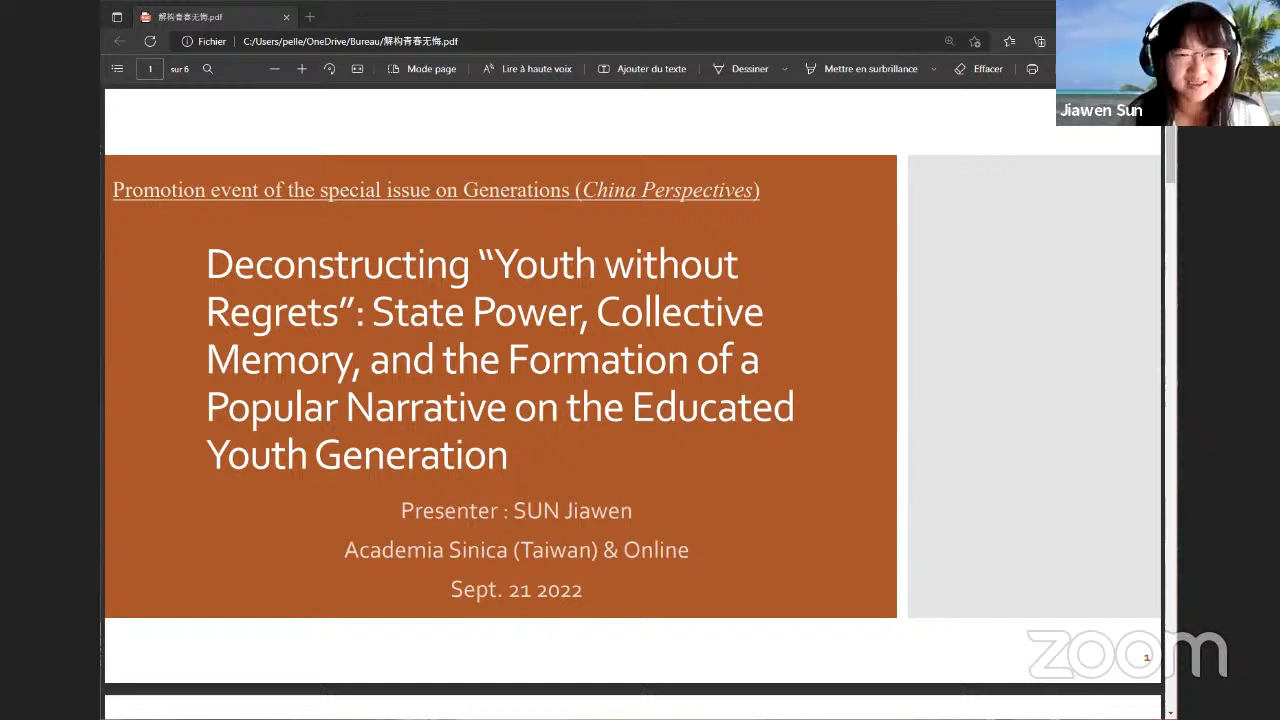 解构青春无悔.pdf
Fichier
C:/Users/pelle/OneDrive/Bureau/解构青春无悔.pdf
1 sur 6
Mode page
Lire à haute voix
Ajouter du texte
Dessiner
Mettre en surbrillance
Effacer
Jiawen Sun
Promotion event of the special issue on Generations (China Perspectives)
Deconstructing “Youth without
Regrets”: State Power, Collective
Memory, and the Formation of a
Popular Narrative on the Educated
Youth Generation
Presenter : SUN Jiawen
Academia Sinica (Taiwan) & Online
Sept. 21 2022
1
zoom